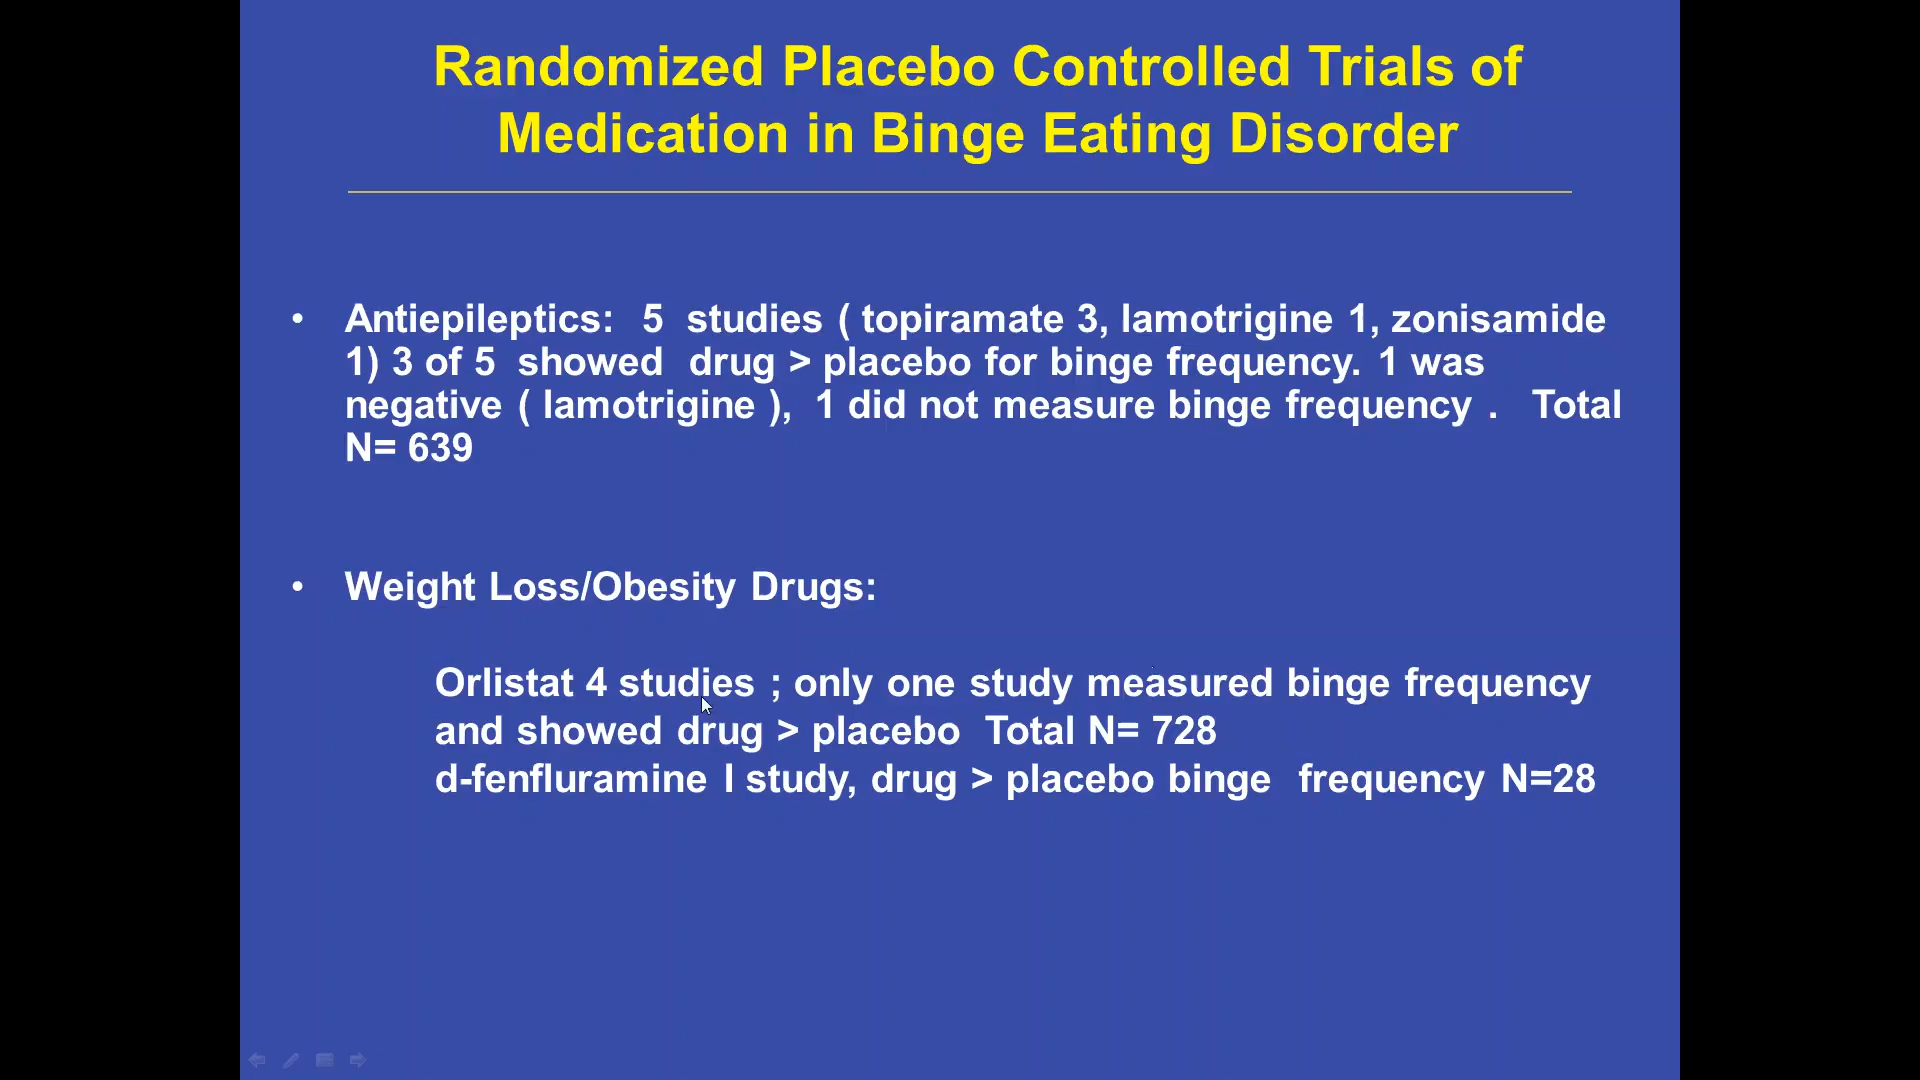 Randomized Placebo Controlled Trials of
Medication in Binge Eating Disorder
• Antiepileptics: 5 studies ( topiramate 3, lamotrigine 1, zonisamide
1) 3 of 5 showed drug > placebo for binge frequency. 1 was
negative ( lamotrigine ), 1 did not measure binge frequency . Total
N= 639
• Weight Loss/Obesity Drugs:
Orlistat 4 studies ; only one study measured binge frequency
and showed drug > placebo Total N= 728
d-fenfluramine I study, drug > placebo binge frequency N=28